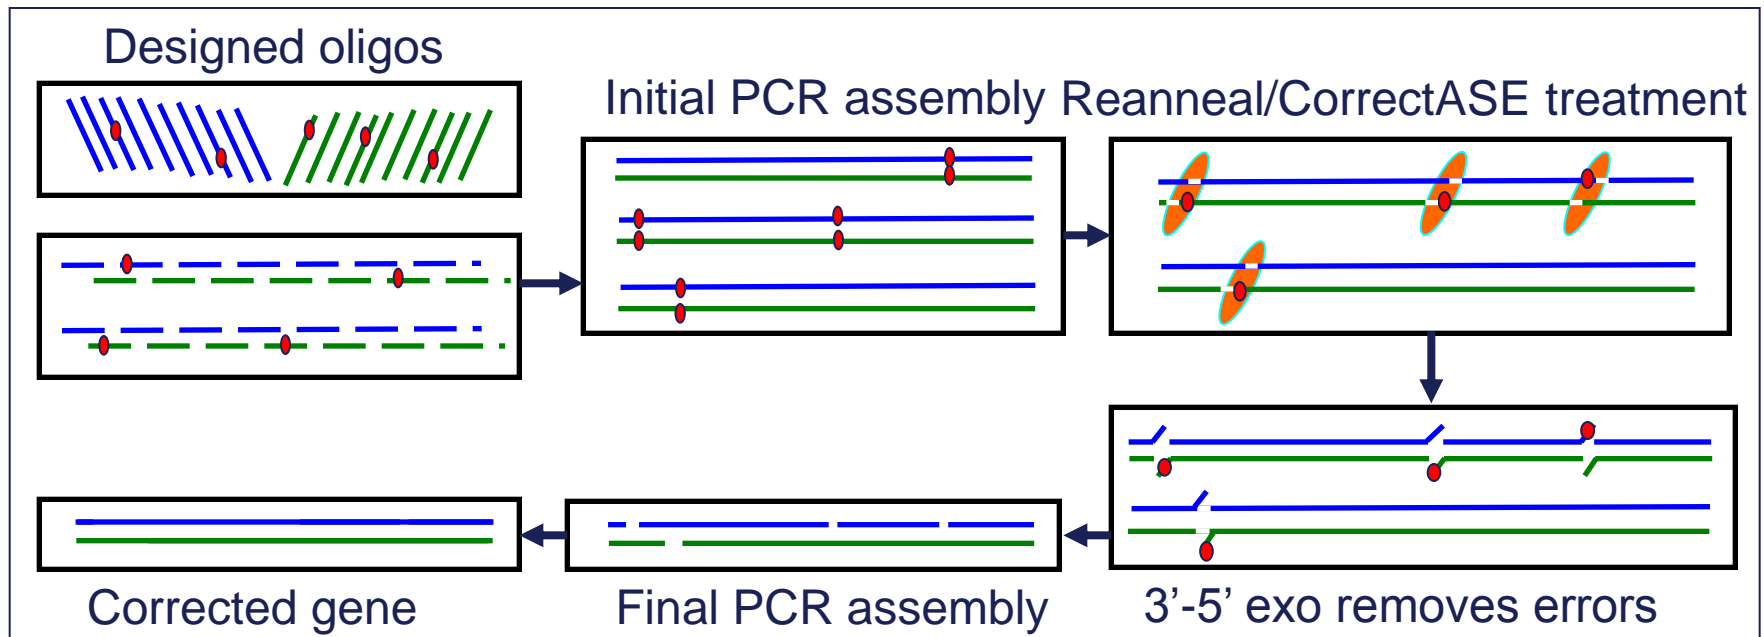 Designed oligos
Initial PCR assembly
Reanneal/CorrectASE treatment
3’-5’ exo removes errors
Final PCR assembly
Corrected gene